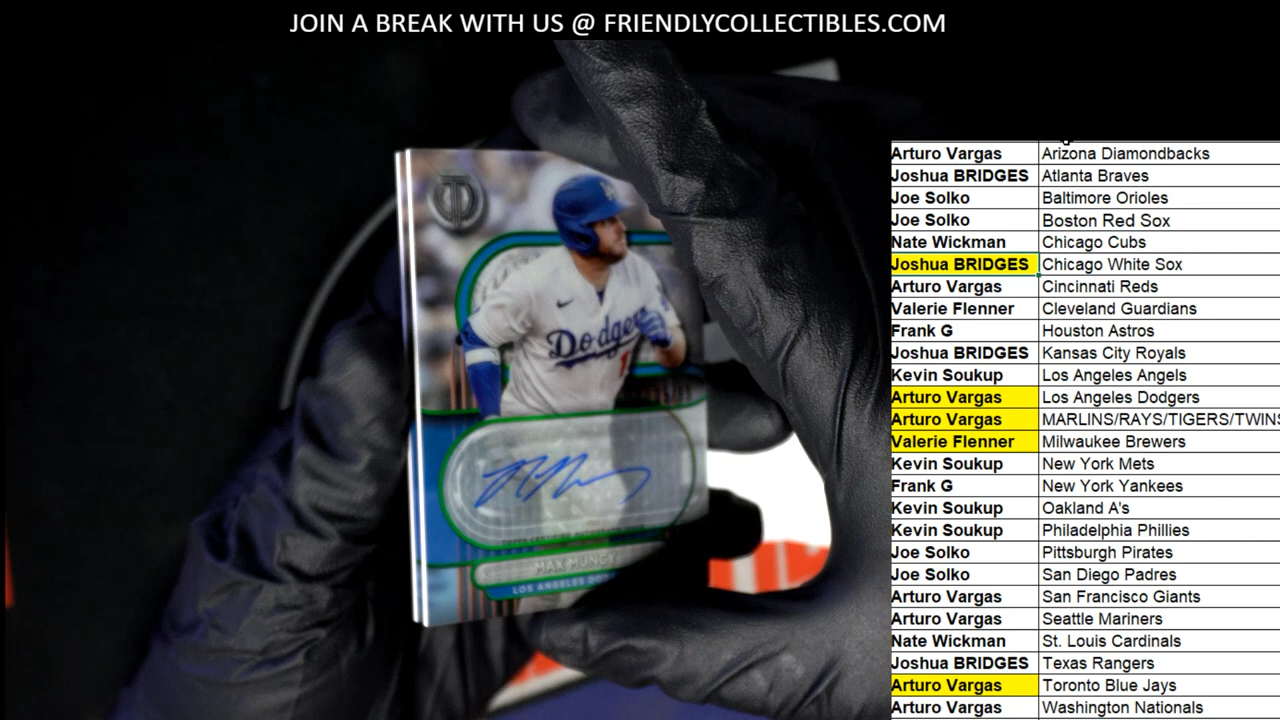 JOIN A BREAK WITH US @ FRIENDLYCOLLECTIBLES.COM
Dodgers
MAX MUNCY
LOS ANGELES DOD
Arturo Vargas Arizona Diamondbacks
Joshua BRIDGES Atlanta Braves
Joe Solko Baltimore Orioles
Joe Solko Boston Red Sox
Nate Wickman Chicago Cubs
Joshua BRIDGES Chicago White Sox
Arturo Vargas Cincinnati Reds
Valerie Flenner Cleveland Guardians
Frank G Houston Astros
Joshua BRIDGES Kansas City Royals
Kevin Soukup Los Angeles Angels
Arturo Vargas Los Angeles Dodgers
Arturo Vargas MARLINS/RAYS/TIGERS/TWINS
Valerie Flenner Milwaukee Brewers
Kevin Soukup New York Mets
Frank G New York Yankees
Kevin Soukup Oakland A's
Kevin Soukup Philadelphia Phillies
Joe Solko Pittsburgh Pirates
Joe Solko San Diego Padres
Arturo Vargas San Francisco Giants
Arturo Vargas Seattle Mariners
Nate Wickman St. Louis Cardinals
Joshua BRIDGES Texas Rangers
Arturo Vargas Toronto Blue Jays
Arturo Vargas Washington Nationals